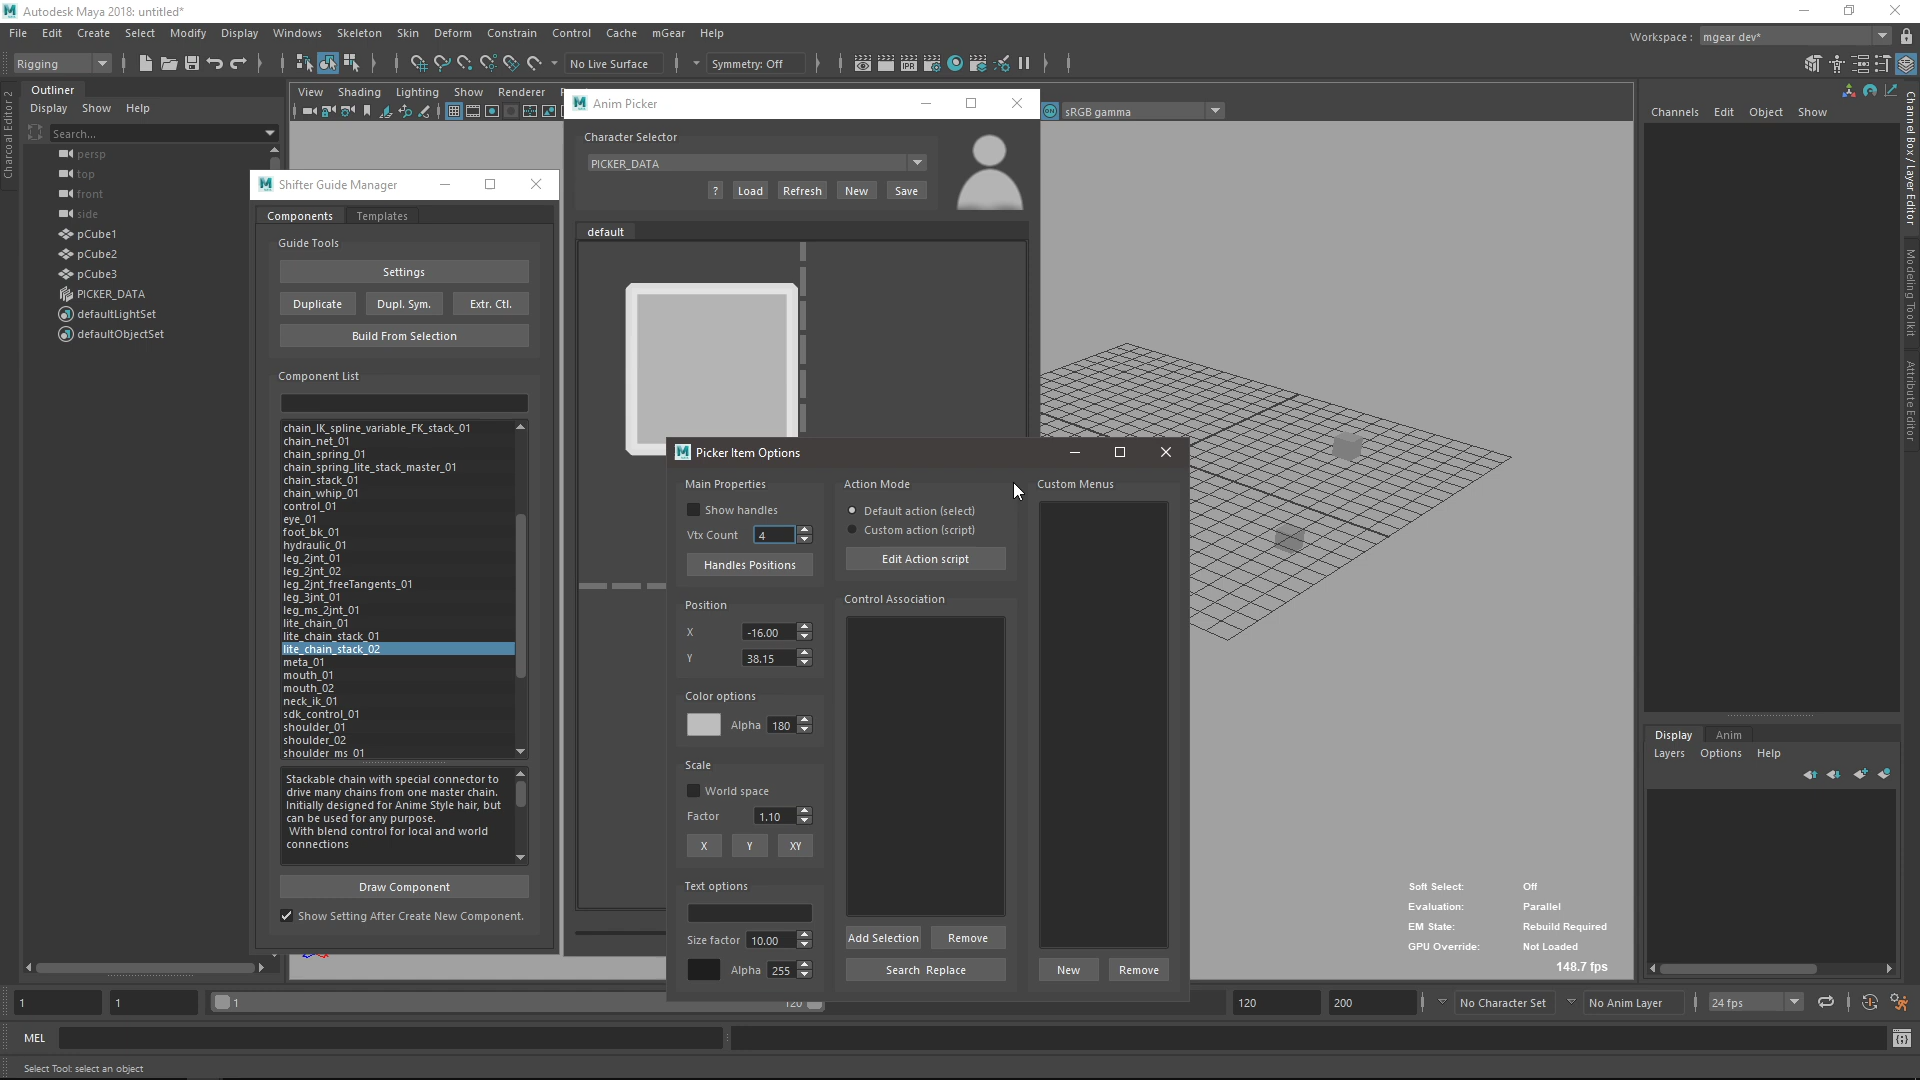 Autodesk Maya 2018: untitled*
File Edit Create Select Modify Display Windows Skeleton Skin Deform Constrain Control Cache mGear Help
Workspace : mgear dev*
Rigging
No Live Surface
Symmetry: Off
IPR
Charcoal Editor 2
Outliner
Display Show Help
Search...
persp
top
front
side
pCube1
pCube2
pCube3
PICKER_DATA
defaultLightSet
defaultObjectSet
View Shading Lighting Show Renderer
ON
sRGB gamma
Shifter Guide Manager
Components Templates
Guide Tools
Settings
Duplicate Dupl. Sym. Extr. Ctl.
Build From Selection
Component List
chain_IK_spline_variable_FK_stack_01
chain_net_01
chain_spring_01
chain_spring_lite_stack_master_01
chain_stack_01
chain_whip_01
control_01
eye_01
foot_bk_01
hydraulic_01
leg_2jnt_01
leg_2jnt_02
leg_2jnt_freeTangents_01
leg_3jnt_01
leg_ms_2jnt_01
lite_chain_01
lite_chain_stack_01
lite_chain_stack_02
meta_01
mouth_01
mouth_02
neck_ik_01
sdk_control_01
shoulder_01
shoulder_02
shoulder_ms_01
Stackable chain with special connector to
drive many chains from one master chain.
Initially designed for Anime Style hair, but
can be used for any purpose.
With blend control for local and world
connections
Draw Component
Show Setting After Create New Component.
Anim Picker
Character Selector
PICKER_DATA
? Load Refresh New Save
default
Picker Item Options
Main Properties
Show handles
Vtx Count 4
Handles Positions
Position
X -16.00
Y 38.15
Color options
Alpha 180
Scale
World space
Factor 1.10
X Y XY
Text options
Size factor 10.00
Alpha 255
Action Mode
Default action (select)
Custom action (script)
Edit Action script
Control Association
Add Selection Remove
Search Replace
Custom Menus
New Remove
Soft Select: Off
Evaluation: Parallel
EM State: Rebuild Required
GPU Override: Not Loaded
148.7 fps
Channels Edit Object Show
Channel Box / Layer Editor
Modeling Toolkit
Attribute Editor
Display Anim
Layers Options Help
1 1 1 120 120 200 No Character Set No Anim Layer 24 fps
MEL
Select Tool: select an object